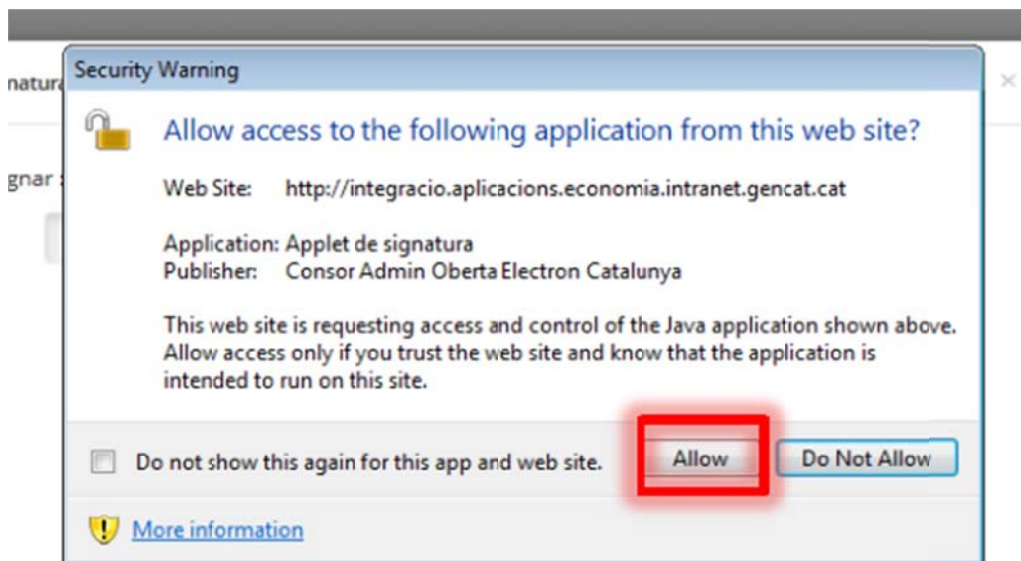 Security Warning
natura
Allow access to the following application from this web site?
gnar :
Web Site: http://integracio.aplicacions.economia.intranet.gencat.cat
Application: Applet de signatura
Publisher: Consor Admin Oberta Electron Catalunya
This web site is requesting access and control of the Java application shown above.
Allow access only if you trust the web site and know that the application is
intended to run on this site.
Do not show this again for this app and web site.
Allow
Do Not Allow
More information